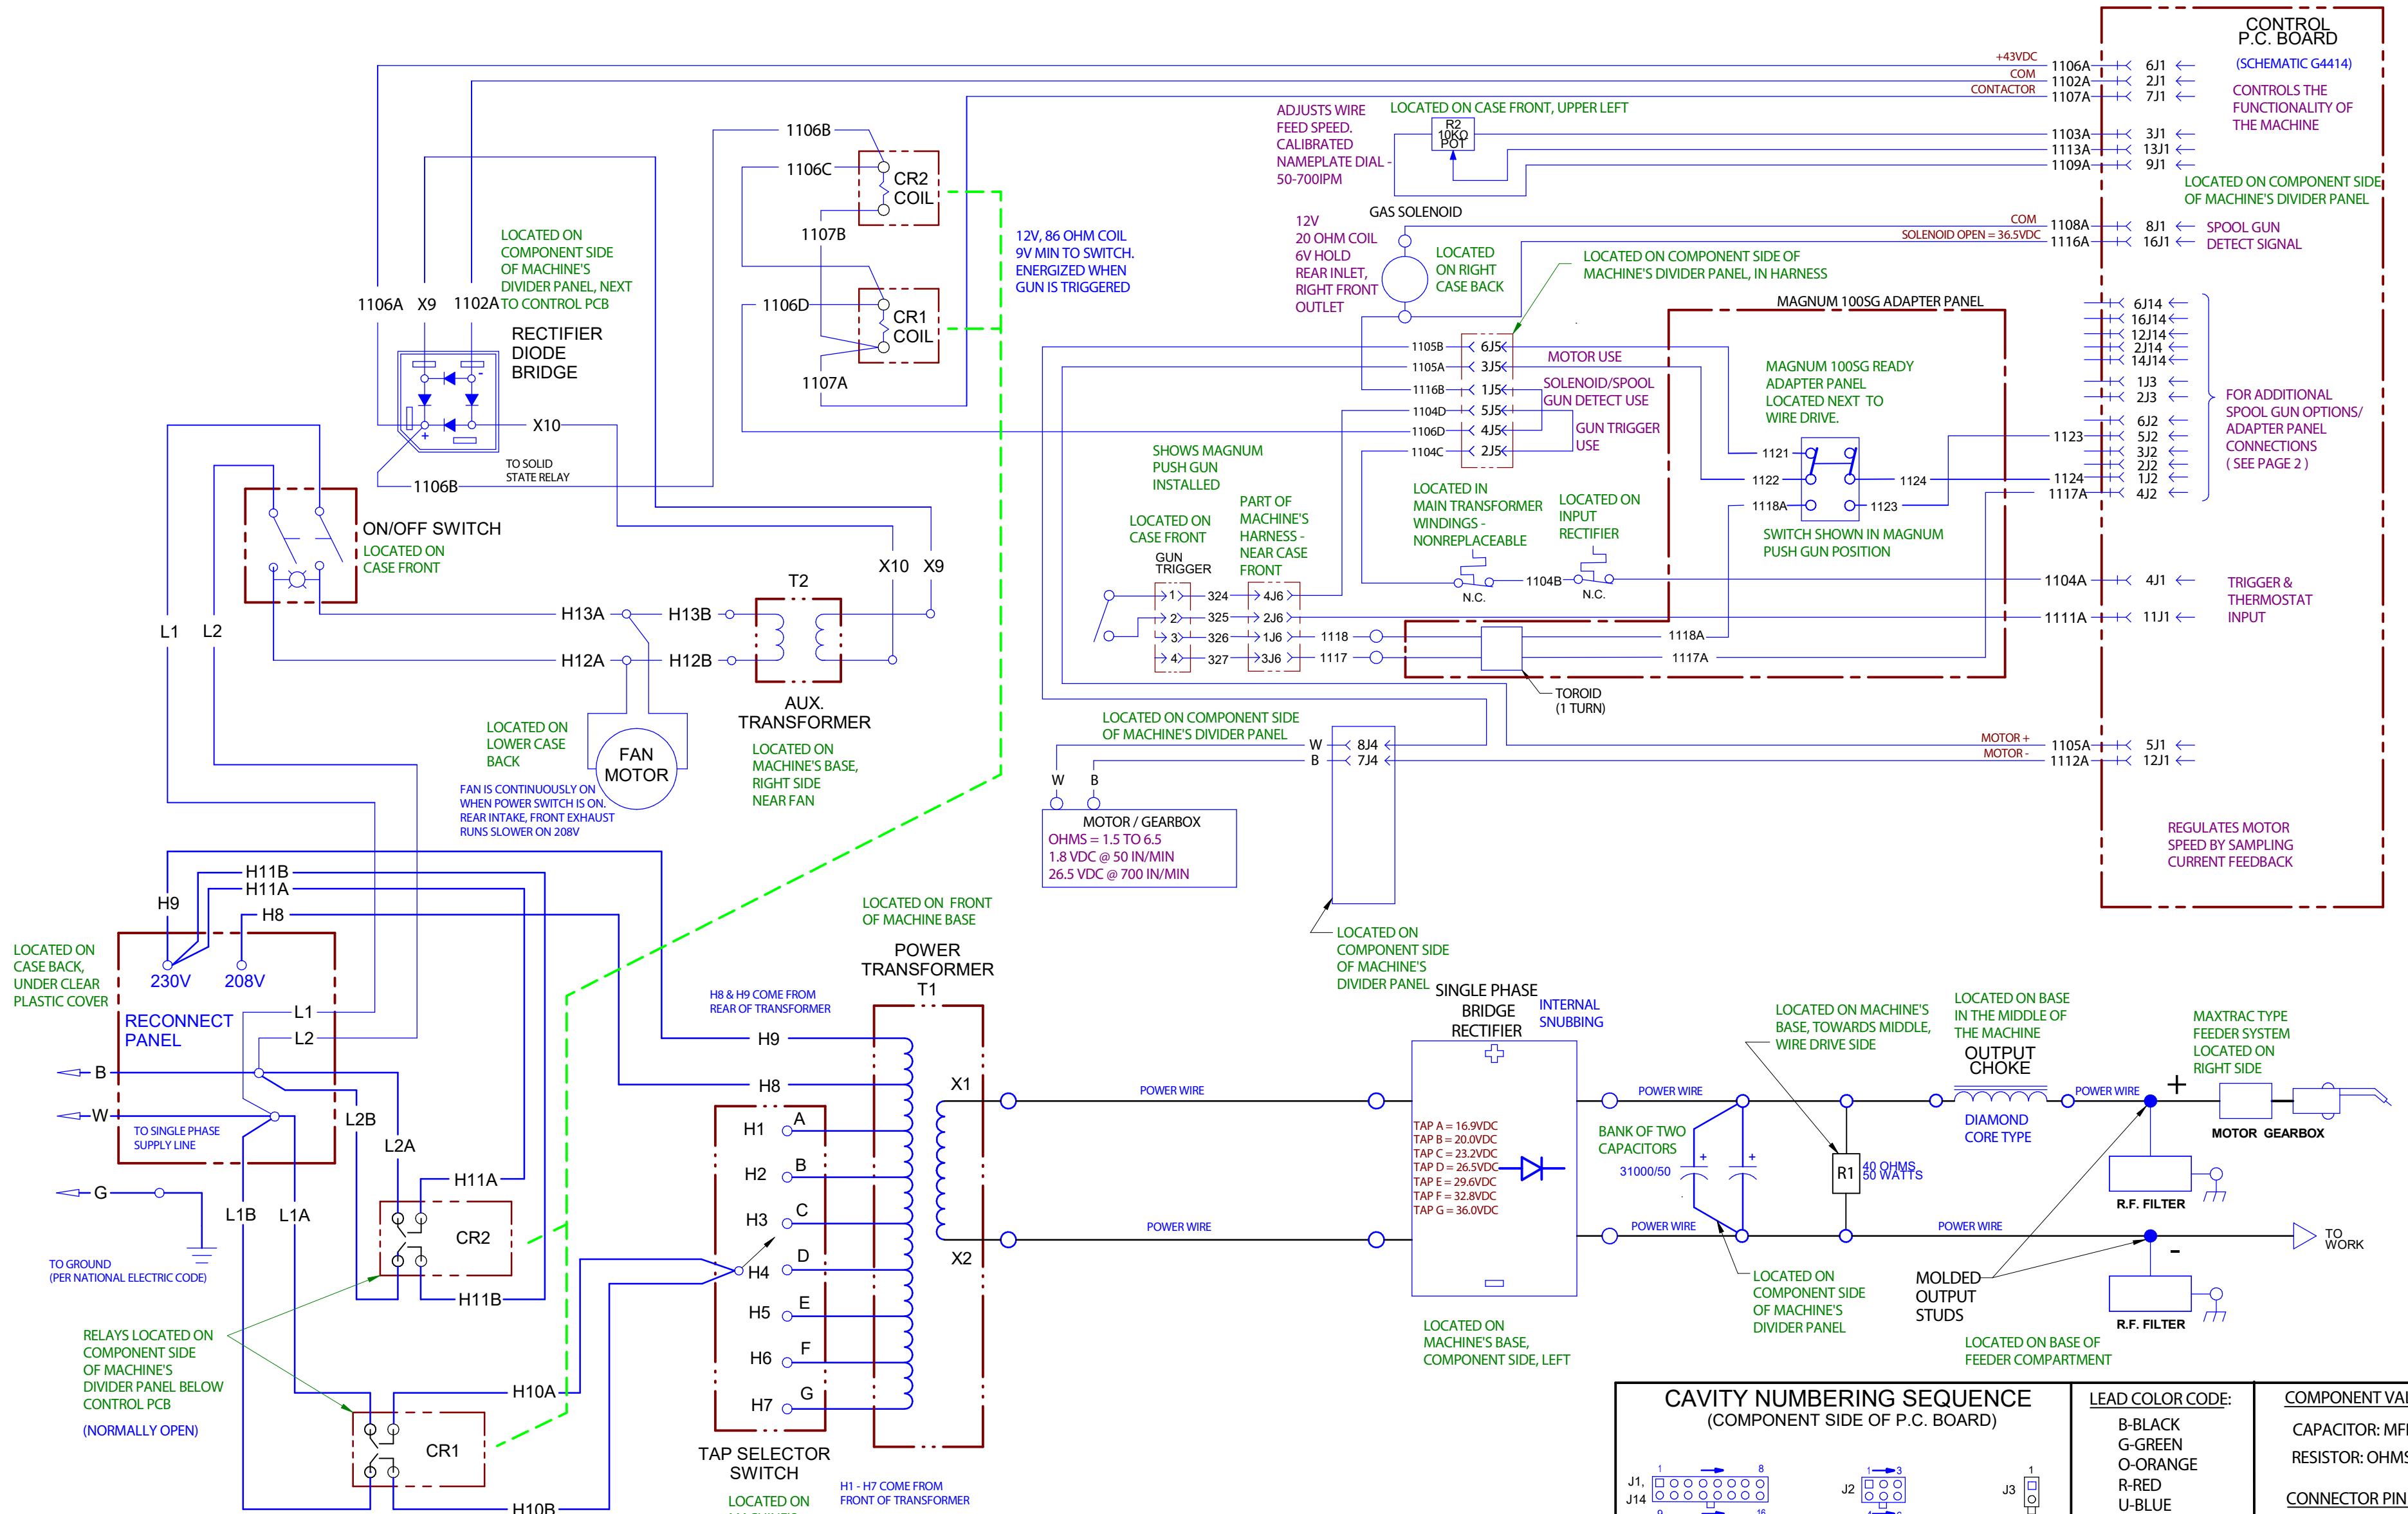 CONTROL
P.C. BOARD
(SCHEMATIC G4414)
CONTROLS THE
FUNCTIONALITY OF
THE MACHINE
+43VDC
1106A
6J1
COM
1102A
2J1
CONTACTOR
1107A
7J1
1103A
3J1
1113A
13J1
1109A
9J1
LOCATED ON COMPONENT SIDE
OF MACHINE'S DIVIDER PANEL
ADJUSTS WIRE
FEED SPEED.
CALIBRATED
NAMEPLATE DIAL -
50-700IPM
LOCATED ON CASE FRONT, UPPER LEFT
R2
10KΩ
POT
COM
1108A
8J1
SOLENOID OPEN = 36.5VDC
1116A
16J1
SPOOL GUN
DETECT SIGNAL
12V
20 OHM COIL
6V HOLD
REAR INLET,
RIGHT FRONT
OUTLET
GAS SOLENOID
LOCATED
ON RIGHT
CASE BACK
LOCATED ON COMPONENT SIDE OF
MACHINE'S DIVIDER PANEL, IN HARNESS
1106B
1106C
CR2
COIL
1107B
1106D
CR1
COIL
1107A
12V, 86 OHM COIL
9V MIN TO SWITCH.
ENERGIZED WHEN
GUN IS TRIGGERED
LOCATED ON
COMPONENT SIDE
OF MACHINE'S
DIVIDER PANEL, NEXT
TO CONTROL PCB
1106A
X9
1102A
RECTIFIER
DIODE
BRIDGE
-
+
X10
TO SOLID
STATE RELAY
1106B
MAGNUM 100SG ADAPTER PANEL
MAGNUM 100SG READY
ADAPTER PANEL
LOCATED NEXT TO
WIRE DRIVE.
1105B
6J5
1105A
3J5
1116B
1J5
1104D
5J5
1106D
4J5
1104C
2J5
MOTOR USE
SOLENOID/SPOOL
GUN DETECT USE
GUN TRIGGER
USE
1121
1122
1124
1118A
1123
SWITCH SHOWN IN MAGNUM
PUSH GUN POSITION
6J14
16J14
12J14
2J14
14J14
1J3
2J3
6J2
1123
5J2
3J2
2J2
1124
1J2
1117A
4J2
FOR ADDITIONAL
SPOOL GUN OPTIONS/
ADAPTER PANEL
CONNECTIONS
( SEE PAGE 2 )
SHOWS MAGNUM
PUSH GUN
INSTALLED
LOCATED ON
CASE FRONT
GUN
TRIGGER
PART OF
MACHINE'S
HARNESS -
NEAR CASE
FRONT
LOCATED IN
MAIN TRANSFORMER
WINDINGS -
NONREPLACEABLE
LOCATED ON
INPUT
RECTIFIER
N.C.
1104B
N.C.
1104A
4J1
1111A
11J1
TRIGGER &
THERMOSTAT
INPUT
1
324
4J6
2
325
2J6
3
326
1J6
1118
4
327
3J6
1117
1118A
1117A
TOROID
(1 TURN)
ON/OFF SWITCH
LOCATED ON
CASE FRONT
L1
L2
H13A
H13B
H12A
H12B
T2
X10
X9
AUX.
TRANSFORMER
LOCATED ON
MACHINE'S BASE,
RIGHT SIDE
NEAR FAN
LOCATED ON
LOWER CASE
BACK
FAN
MOTOR
FAN IS CONTINUOUSLY ON
WHEN POWER SWITCH IS ON.
REAR INTAKE, FRONT EXHAUST
RUNS SLOWER ON 208V
LOCATED ON COMPONENT SIDE
OF MACHINE'S DIVIDER PANEL
W
8J4
B
7J4
W
B
MOTOR / GEARBOX
OHMS = 1.5 TO 6.5
1.8 VDC @ 50 IN/MIN
26.5 VDC @ 700 IN/MIN
LOCATED ON
COMPONENT SIDE
OF MACHINE'S
DIVIDER PANEL
MOTOR +
1105A
5J1
MOTOR -
1112A
12J1
REGULATES MOTOR
SPEED BY SAMPLING
CURRENT FEEDBACK
H11B
H11A
H9
H8
LOCATED ON
CASE BACK,
UNDER CLEAR
PLASTIC COVER
230V
208V
RECONNECT
PANEL
L1
L2
B
W
TO SINGLE PHASE
SUPPLY LINE
G
TO GROUND
(PER NATIONAL ELECTRIC CODE)
L2B
L2A
L1B
L1A
H11A
CR2
H11B
RELAYS LOCATED ON
COMPONENT SIDE
OF MACHINE'S
DIVIDER PANEL BELOW
CONTROL PCB
(NORMALLY OPEN)
H10A
CR1
H10B
LOCATED ON FRONT
OF MACHINE BASE
POWER
TRANSFORMER
T1
H8 & H9 COME FROM
REAR OF TRANSFORMER
H9
H8
H1
A
H2
B
H3
C
H4
D
H5
E
H6
F
H7
G
X1
X2
TAP SELECTOR
SWITCH
LOCATED ON
H1 - H7 COME FROM
FRONT OF TRANSFORMER
POWER WIRE
POWER WIRE
SINGLE PHASE
BRIDGE
RECTIFIER
INTERNAL
SNUBBING
TAP A = 16.9VDC
TAP B = 20.0VDC
TAP C = 23.2VDC
TAP D = 26.5VDC
TAP E = 29.6VDC
TAP F = 32.8VDC
TAP G = 36.0VDC
LOCATED ON
MACHINE'S BASE,
COMPONENT SIDE, LEFT
POWER WIRE
BANK OF TWO
CAPACITORS
31000/50
+
+
POWER WIRE
LOCATED ON MACHINE'S
BASE, TOWARDS MIDDLE,
WIRE DRIVE SIDE
R1
40 OHMS
50 WATTS
LOCATED ON
COMPONENT SIDE
OF MACHINE'S
DIVIDER PANEL
LOCATED ON BASE
IN THE MIDDLE OF
THE MACHINE
OUTPUT
CHOKE
DIAMOND
CORE TYPE
POWER WIRE
POWER WIRE
+
-
MAXTRAC TYPE
FEEDER SYSTEM
LOCATED ON
RIGHT SIDE
MOTOR GEARBOX
R.F. FILTER
TO
WORK
R.F. FILTER
MOLDED
OUTPUT
STUDS
LOCATED ON BASE OF
FEEDER COMPARTMENT
CAVITY NUMBERING SEQUENCE
(COMPONENT SIDE OF P.C. BOARD)
J1,
J14
1
8
9
16
J2
1
3
J3
1
LEAD COLOR CODE:
B-BLACK
G-GREEN
O-ORANGE
R-RED
U-BLUE
COMPONENT VAL
CAPACITOR: MF
RESISTOR: OHMS
CONNECTOR PIN